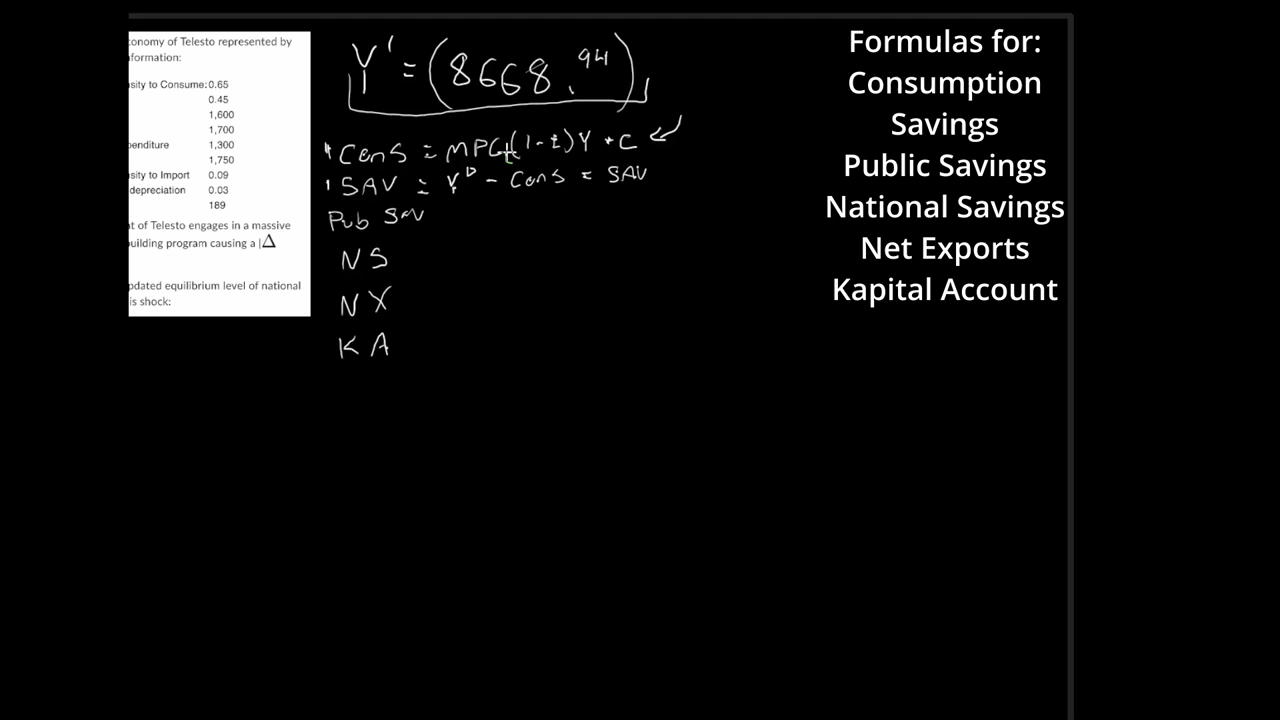 conomy of Telesto represented by
formation:
sity to Consume: 0.65
0.45
1,600
1,700
penditure 1,300
1,750
sity to Import 0.09
depreciation 0.03
189
t of Telesto engages in a massive
uilding program causing a |Δ
pdated equilibrium level of national
is shock:
Y' = (8668.94)
Cons = MPC(1-t)Y + C
SAV = Y^D - Cons = SAV
Pub SAV
NS
NX
KA
Formulas for:
Consumption
Savings
Public Savings
National Savings
Net Exports
Kapital Account